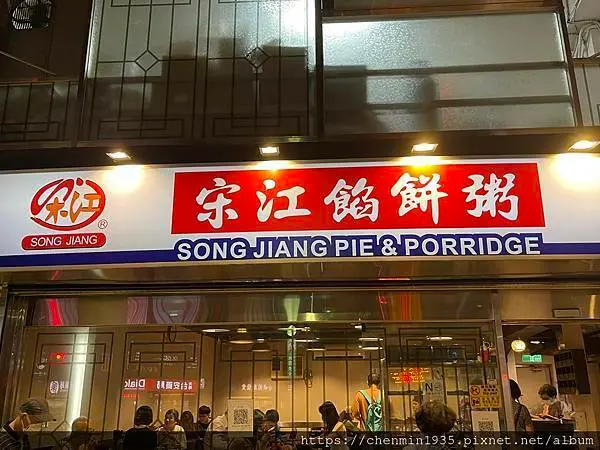 宋江餡餅粥
宋江
®
SONG JIANG
SONG JIANG PIE & PORRIDGE
https://chenmin1935.pixnet.net/album